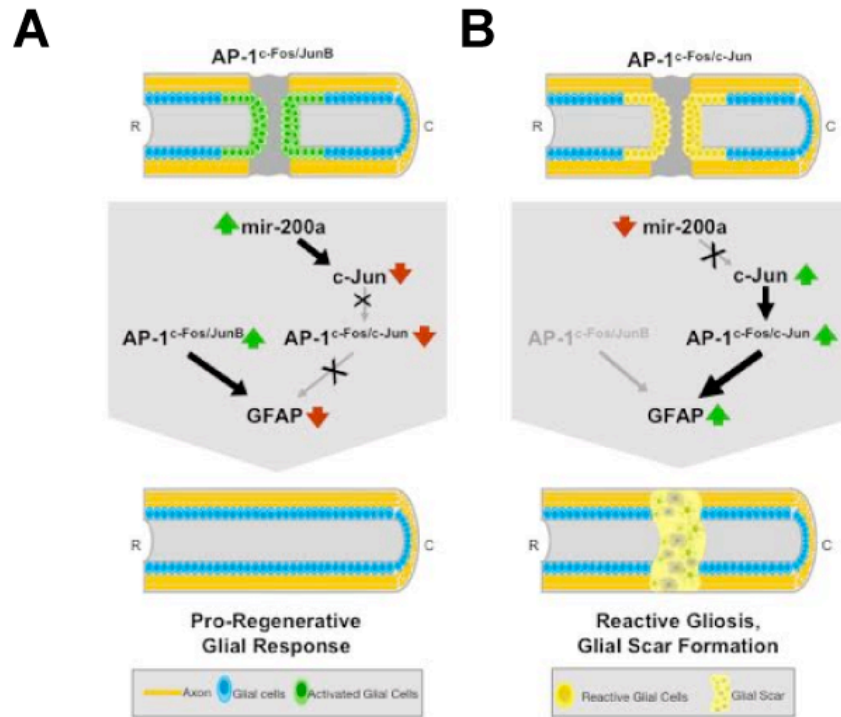 A
AP-1c-Fos/JunB
R
C
mir-200a
c-Jun
AP-1c-Fos/JunB
AP-1c-Fos/c-Jun
GFAP
R
C
Pro-Regenerative
Glial Response
Axon
Glial cells
Activated Glial Cells
B
AP-1c-Fos/c-Jun
R
C
mir-200a
c-Jun
AP-1c-Fos/JunB
AP-1c-Fos/c-Jun
GFAP
R
C
Reactive Gliosis,
Glial Scar Formation
Reactive Glial Cells
Glial Scar